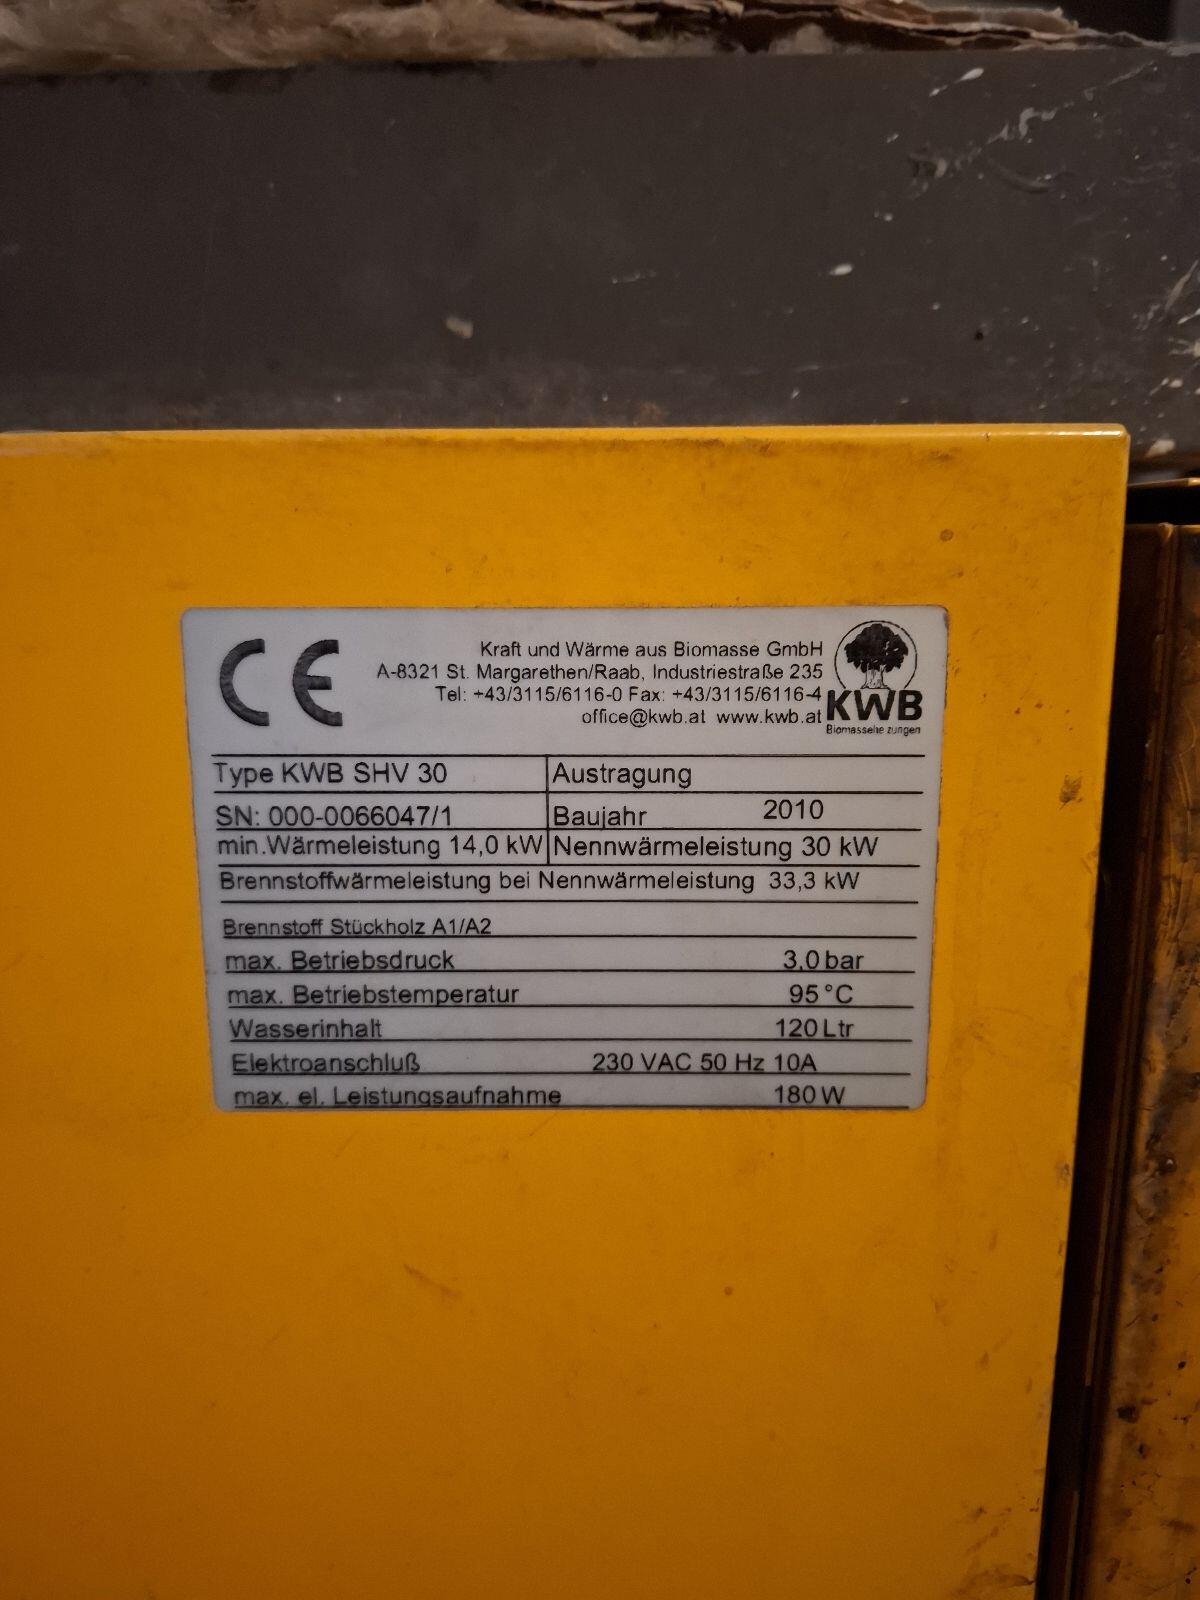 CE
Kraft und Wärme aus Biomasse GmbH
A-8321 St. Margarethen/Raab, Industriestraße 235
Tel: +43/3115/6116-0 Fax: +43/3115/6116-4
office@kwb.at www.kwb.at
KWB
Biomasseheizungen
Type KWB SHV 30 Austragung
SN: 000-0066047/1 Baujahr 2010
min.Wärmeleistung 14,0 kW Nennwärmeleistung 30 kW
Brennstoffwärmeleistung bei Nennwärmeleistung 33,3 kW
Brennstoff Stückholz A1/A2
max. Betriebsdruck 3,0 bar
max. Betriebstemperatur 95 °C
Wasserinhalt 120 Ltr
Elektroanschluß 230 VAC 50 Hz 10A
max. el. Leistungsaufnahme 180 W